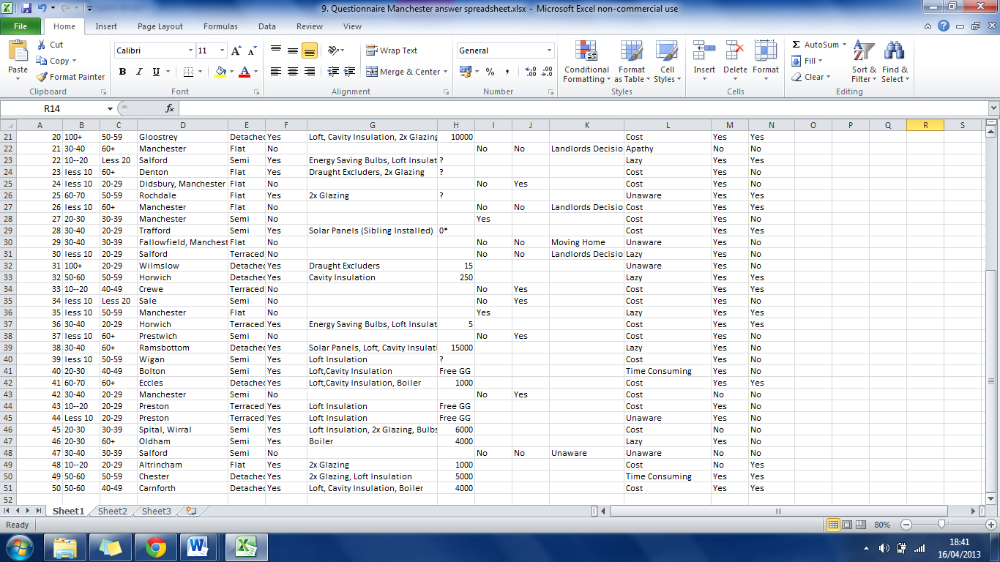 9. Questionnaire Manchester answer spreadsheet.xlsx - Microsoft Excel non-commercial use
File Home Insert Page Layout Formulas Data Review View
Paste Cut Copy Format Painter Clipboard
Calibri 11 B I U Font
Wrap Text Merge & Center Alignment
General % , Number
Conditional Formatting Format as Table Cell Styles Styles
Insert Delete Format Cells
Σ AutoSum Fill Clear Sort & Filter Find & Select Editing
R14 fx
A B C D E F G H I J K L M N O P Q R S
21 20 100+ 50-59 Gloostrey Detached Yes Loft, Cavity Insulation, 2x Glazing 10000 Cost Yes Yes
22 21 30-40 60+ Manchester Flat No No No Landlords Decisio Apathy No No
23 22 10--20 Less 20 Salford Semi Yes Energy Saving Bulbs, Loft Insulat ? Lazy Yes Yes
24 23 less 10 60+ Denton Flat Yes Draught Excluders, 2x Glazing ? Cost Yes No
25 24 less 10 20-29 Didsbury, Manchester Flat No No Yes Cost Yes No
26 25 60-70 50-59 Rochdale Flat Yes 2x Glazing ? Unaware Yes Yes
27 26 less 10 60+ Manchester Flat No No No Landlords Decisio Cost Yes Yes
28 27 20-30 30-39 Manchester Semi No Yes Cost Yes No
29 28 30-40 20-29 Trafford Semi Yes Solar Panels (Sibling Installed) 0* Cost Yes Yes
30 29 30-40 30-39 Fallowfield, Manchest Flat No No No Moving Home Unaware Yes No
31 30 less 10 20-29 Salford Terraced No No No Landlords Decisio Lazy Yes No
32 31 100+ 20-29 Wilmslow Detached Yes Draught Excluders 15 Unaware Yes No
33 32 50-60 50-59 Horwich Detached Yes Cavity Insulation 250 Lazy Yes Yes
34 33 10--20 40-49 Crewe Terraced No No Yes Cost Yes Yes
35 34 less 10 Less 20 Sale Semi No No Yes Cost Yes No
36 35 less 10 50-59 Manchester Flat No Yes Lazy Yes Yes
37 36 30-40 20-29 Horwich Terraced Yes Energy Saving Bulbs, Loft Insulat 5 Cost Yes Yes
38 37 less 10 60+ Prestwich Semi No No Yes Cost Yes No
39 38 30-40 60+ Ramsbottom Detached Yes Solar Panels, Loft, Cavity Insulati 15000 Lazy Yes No
40 39 less 10 50-59 Wigan Semi Yes Loft Insulation ? Cost Yes No
41 40 20-30 40-49 Bolton Semi Yes Loft,Cavity Insulation Free GG Time Consuming Yes No
42 41 60-70 60+ Eccles Detached Yes Loft,Cavity Insulation, Boiler 1000 Cost Yes Yes
43 42 30-40 20-29 Manchester Semi No No Yes Cost No No
44 43 10--20 20-29 Preston Terraced Yes Loft Insulation Free GG Cost Yes No
45 44 Less 10 20-29 Preston Terraced Yes Loft Insulation Free GG Unaware Yes No
46 45 20-30 30-39 Spital, Wirral Semi Yes Loft Insulation, 2x Glazing, Bulbs 6000 Cost No No
47 46 20-30 60+ Oldham Semi Yes Boiler 4000 Lazy Yes No
48 47 30-40 30-39 Salford Semi No No No Unaware Unaware No No
49 48 10--20 20-29 Altrincham Flat Yes 2x Glazing 1000 Cost No Yes
50 49 50-60 50-59 Chester Detached Yes 2x Glazing, Loft Insulation 5000 Time Consuming Yes Yes
51 50 50-60 40-49 Carnforth Detached Yes Loft, Cavity Insulation, Boiler 4000 Cost Yes Yes
52
Sheet1 Sheet2 Sheet3
Ready 80%
18:41
16/04/2013